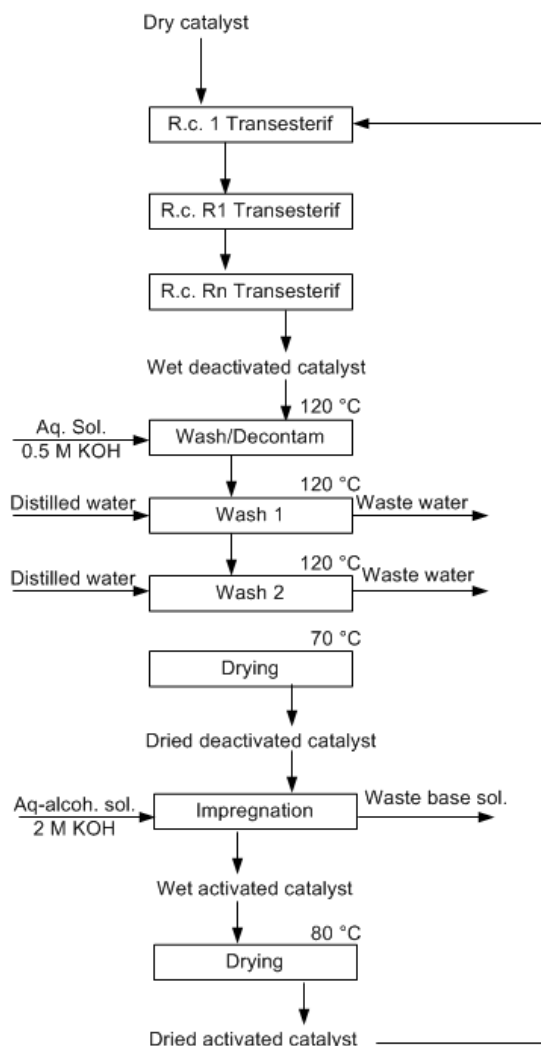 Dry catalyst
R.c. 1 Transesterif
R.c. R1 Transesterif
R.c. Rn Transesterif
Wet deactivated catalyst
120 °C
Aq. Sol.
0.5 M KOH
Wash/Decontam
120 °C
Distilled water
Wash 1
Waste water
120 °C
Distilled water
Wash 2
Waste water
70 °C
Drying
Dried deactivated catalyst
Aq-alcoh. sol.
2 M KOH
Impregnation
Waste base sol.
Wet activated catalyst
80 °C
Drying
Dried activated catalyst